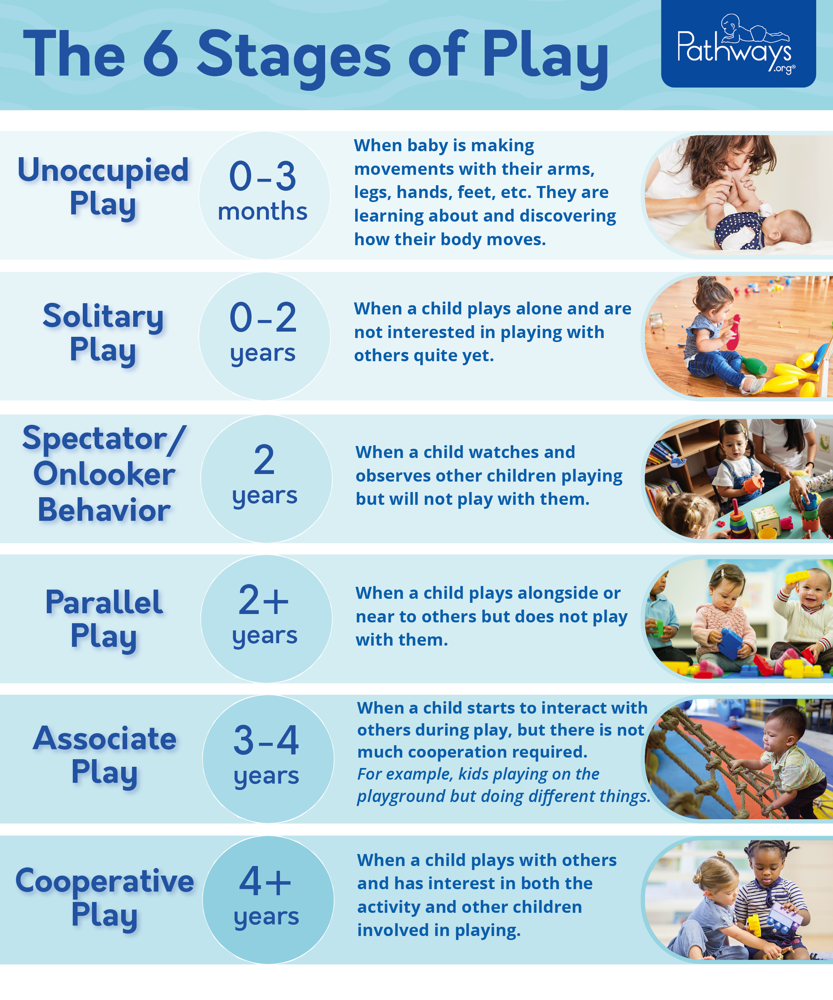 The 6 Stages of Play
Pathways
.org®
Unoccupied
Play
0-3
months
When baby is making
movements with their arms,
legs, hands, feet, etc. They are
learning about and discovering
how their body moves.
Solitary
Play
0-2
years
When a child plays alone and are
not interested in playing with
others quite yet.
Spectator/
Onlooker
Behavior
2
years
When a child watches and
observes other children playing
but will not play with them.
Parallel
Play
2+
years
When a child plays alongside or
near to others but does not play
with them.
Associate
Play
3-4
years
When a child starts to interact with
others during play, but there is not
much cooperation required.
For example, kids playing on the
playground but doing different things.
Cooperative
Play
4+
years
When a child plays with others
and has interest in both the
activity and other children
involved in playing.